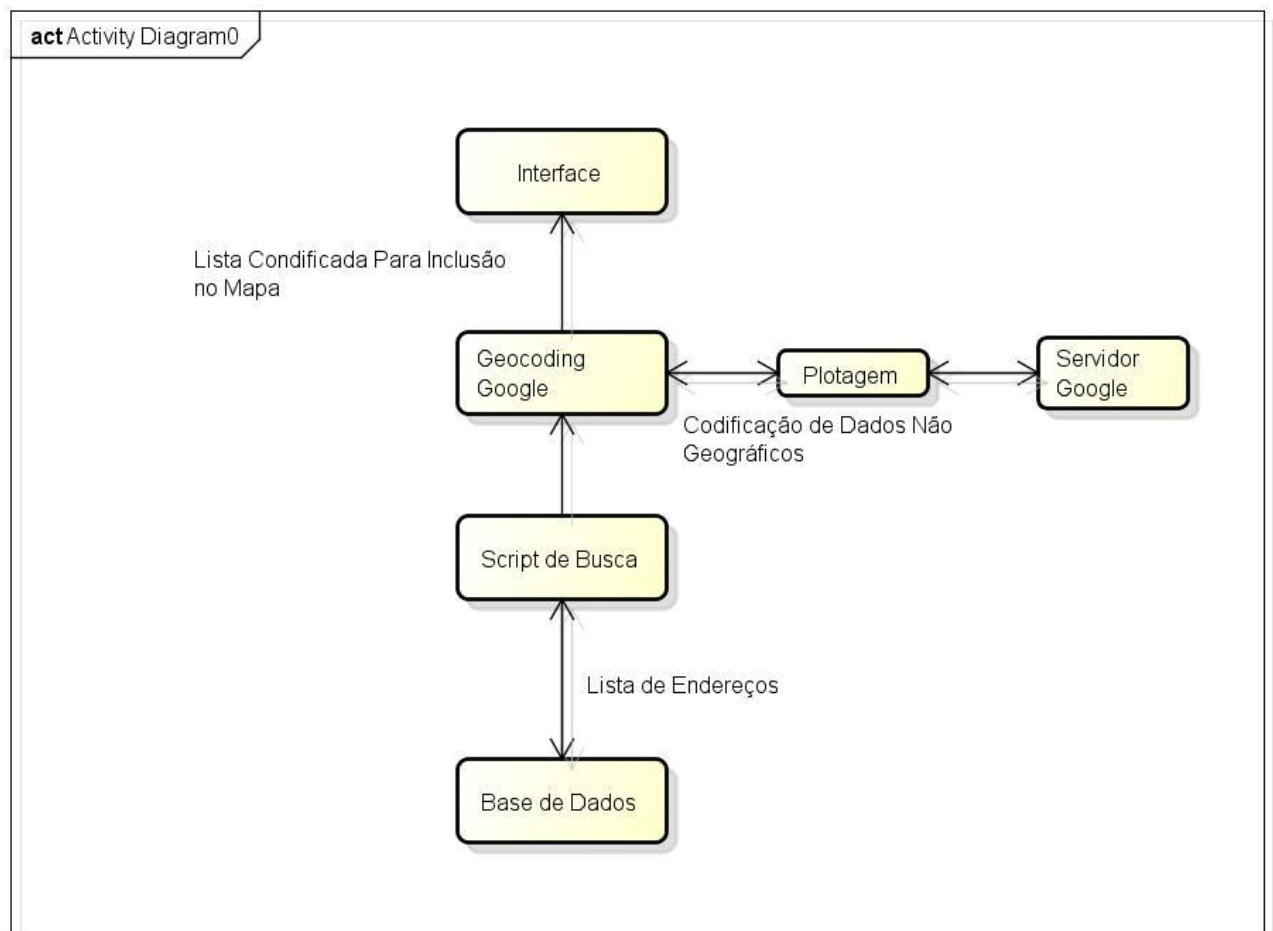 act Activity Diagram0
Interface
Lista Condificada Para Inclusão
no Mapa
Geocoding
Google
Plotagem
Servidor
Google
Codificação de Dados Não
Geográficos
Script de Busca
Lista de Endereços
Base de Dados